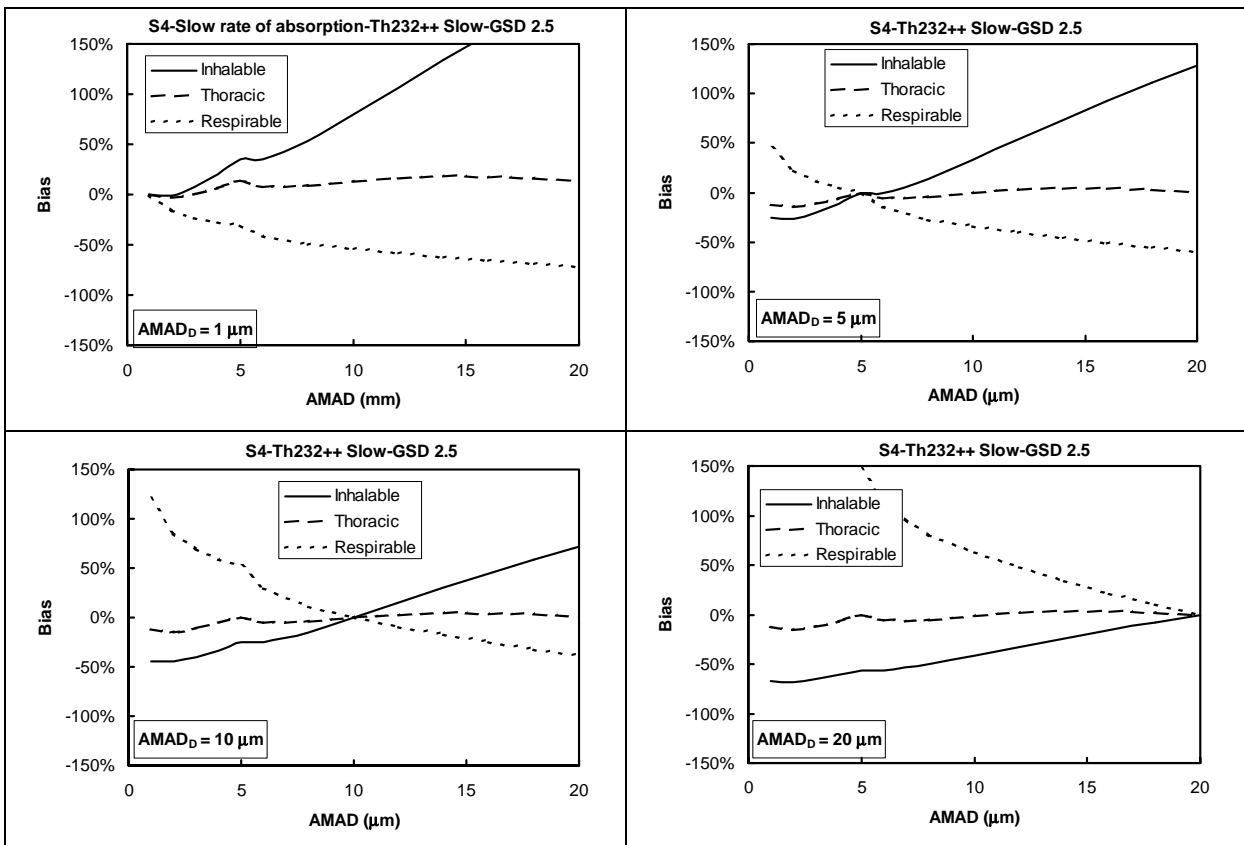 S4-Slow rate of absorption-Th232++ Slow-GSD 2.5
150%
100%
50%
0%
-50%
-100%
-150%
Bias
Inhalable
Thoracic
Respirable
AMADD = 1 μm
0 5 10 15 20
AMAD (mm)
S4-Th232++ Slow-GSD 2.5
150%
100%
50%
0%
-50%
-100%
-150%
Bias
Inhalable
Thoracic
Respirable
AMADD = 5 μm
0 5 10 15 20
AMAD (μm)
S4-Th232++ Slow-GSD 2.5
150%
100%
50%
0%
-50%
-100%
-150%
Bias
Inhalable
Thoracic
Respirable
AMADD = 10 μm
0 5 10 15 20
AMAD (μm)
S4-Th232++ Slow-GSD 2.5
150%
100%
50%
0%
-50%
-100%
-150%
Bias
Inhalable
Thoracic
Respirable
AMADD = 20 μm
0 5 10 15 20
AMAD (μm)